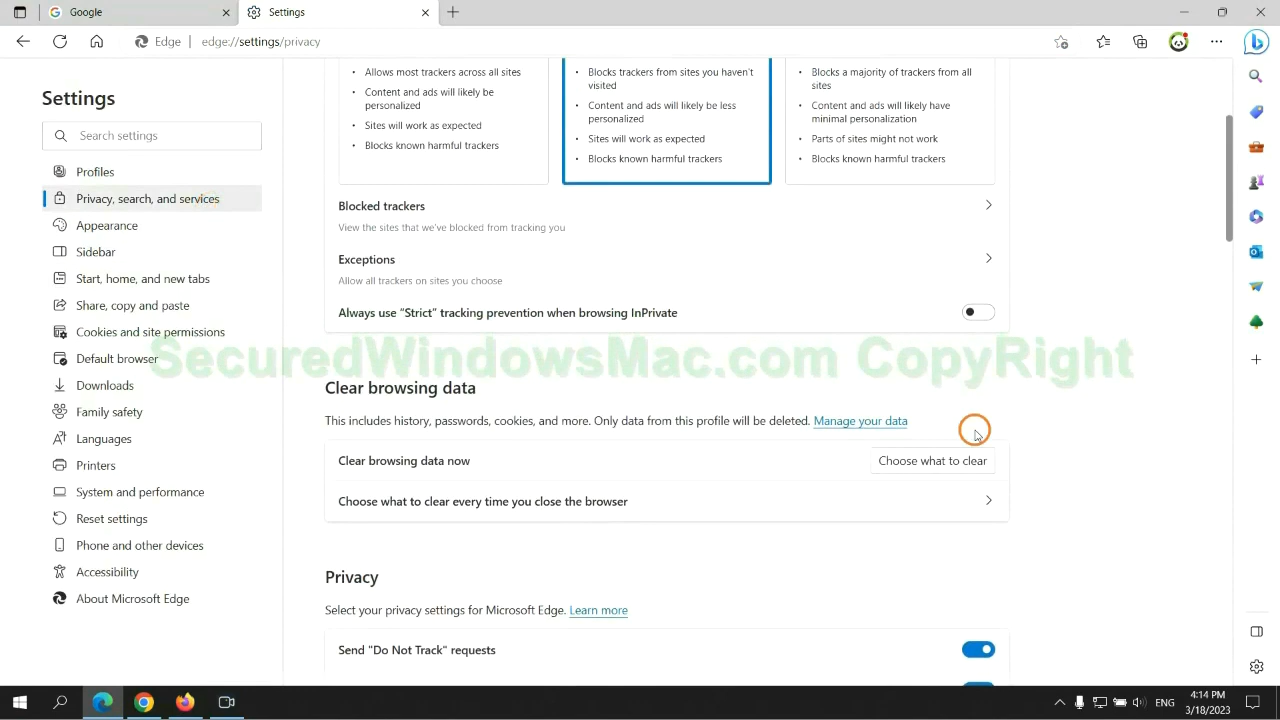 Google
Settings
Edge
edge://settings/privacy
Settings
Search settings
Profiles
Privacy, search, and services
Appearance
Sidebar
Start, home, and new tabs
Share, copy and paste
Cookies and site permissions
Default browser
Downloads
Family safety
Languages
Printers
System and performance
Reset settings
Phone and other devices
Accessibility
About Microsoft Edge
Allows most trackers across all sites
Content and ads will likely be
personalized
Sites will work as expected
Blocks known harmful trackers
Blocks trackers from sites you haven't
visited
Content and ads will likely be less
personalized
Sites will work as expected
Blocks known harmful trackers
Blocks a majority of trackers from all
sites
Content and ads will likely have
minimal personalization
Parts of sites might not work
Blocks known harmful trackers
Blocked trackers
View the sites that we've blocked from tracking you
Exceptions
Allow all trackers on sites you choose
Always use “Strict” tracking prevention when browsing InPrivate
SecuredWindowsMac.com CopyRight
Clear browsing data
This includes history, passwords, cookies, and more. Only data from this profile will be deleted. Manage your data
Clear browsing data now
Choose what to clear
Choose what to clear every time you close the browser
Privacy
Select your privacy settings for Microsoft Edge. Learn more
Send "Do Not Track" requests
ENG
4:14 PM
3/18/2023